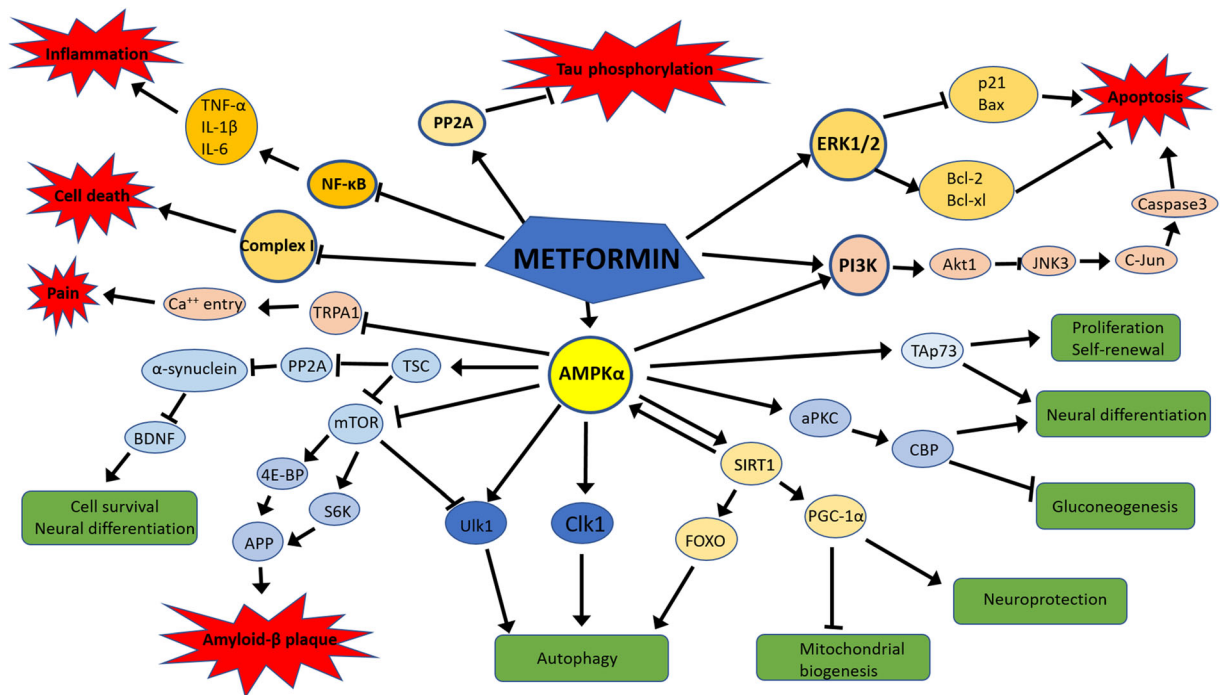 Inflammation
Tau phosphorylation
TNF-α
IL-1β
IL-6
PP2A
p21
Bax
Apoptosis
ERK1/2
NF-κB
Bcl-2
Bcl-xl
Cell death
Caspase3
Complex I
METFORMIN
PI3K
Akt1
JNK3
C-Jun
Pain
Ca⁺⁺ entry
TRPA1
Proliferation
Self-renewal
TAp73
α-synuclein
PP2A
TSC
AMPKα
BDNF
mTOR
aPKC
Neural differentiation
CBP
4E-BP
SIRT1
Cell survival
Neural differentiation
S6K
Ulk1
Clk1
PGC-1α
Gluconeogenesis
APP
FOXO
Neuroprotection
Amyloid-β plaque
Autophagy
Mitochondrial
biogenesis